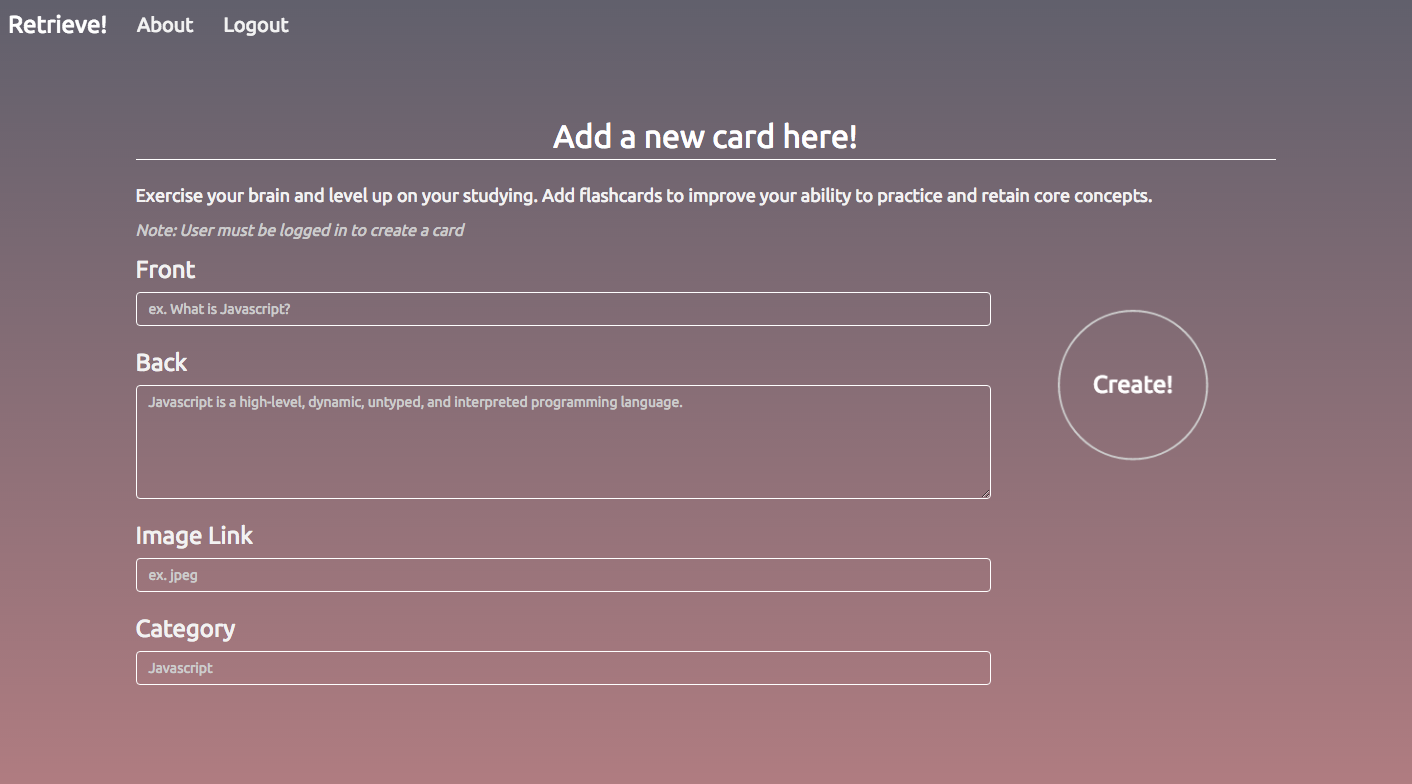 Retrieve! About Logout
Add a new card here!
Exercise your brain and level up on your studying. Add flashcards to improve your ability to practice and retain core concepts.
Note: User must be logged in to create a card
Front
ex. What is Javascript?
Back
Javascript is a high-level, dynamic, untyped, and interpreted programming language.
Create!
Image Link
ex. jpeg
Category
Javascript